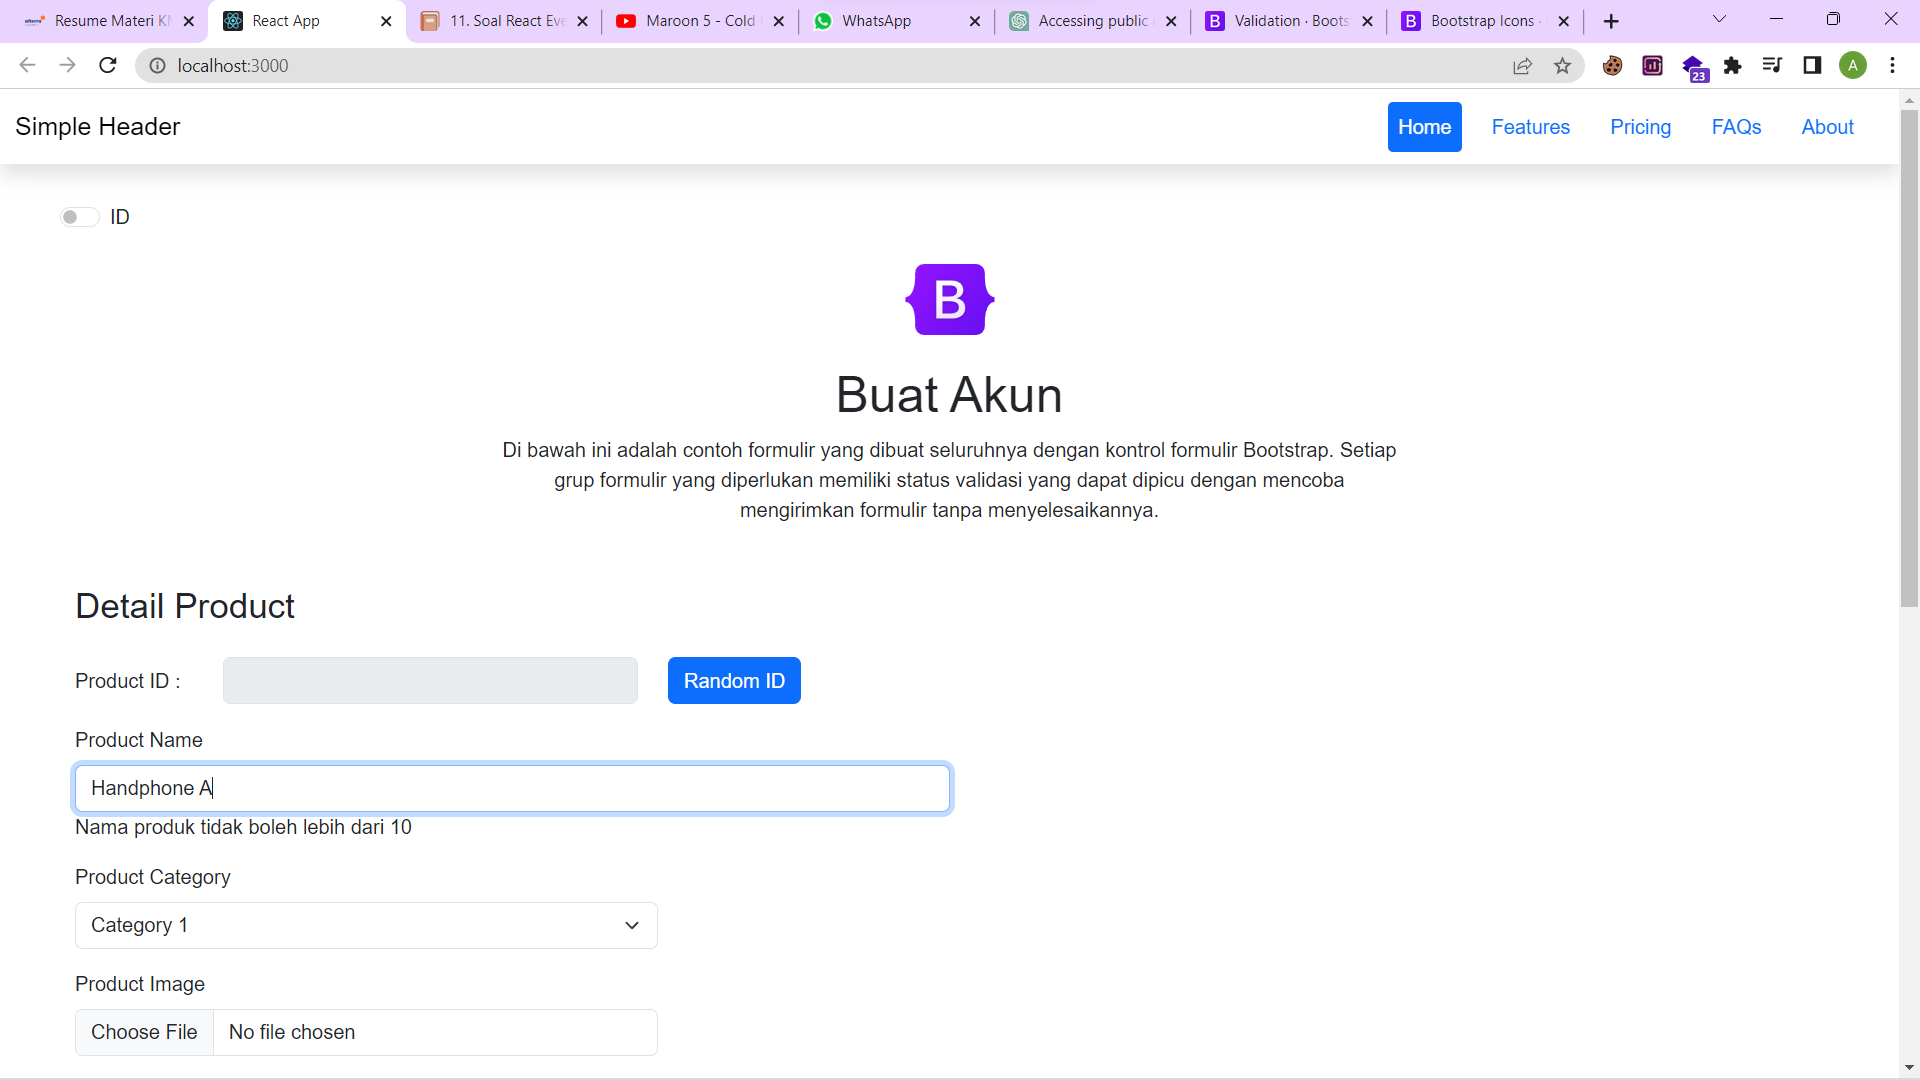 Resume Materi KM
React App
11. Soal React Eve
Maroon 5 - Cold
WhatsApp
Accessing public
Validation · Boots
Bootstrap Icons ·
localhost:3000
23
A
Simple Header
Home
Features
Pricing
FAQs
About
ID
B
Buat Akun
Di bawah ini adalah contoh formulir yang dibuat seluruhnya dengan kontrol formulir Bootstrap. Setiap
grup formulir yang diperlukan memiliki status validasi yang dapat dipicu dengan mencoba
mengirimkan formulir tanpa menyelesaikannya.
Detail Product
Product ID :
Random ID
Product Name
Handphone A
Nama produk tidak boleh lebih dari 10
Product Category
Category 1
Product Image
Choose File
No file chosen